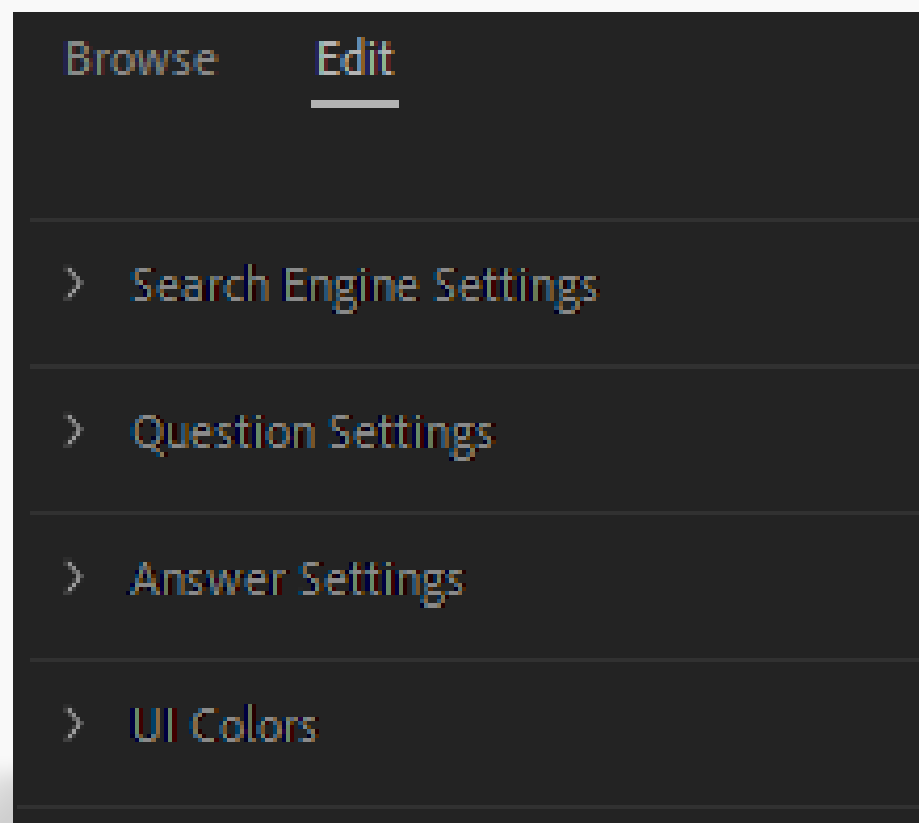 Browse Edit
Search Engine Settings
Question Settings
Answer Settings
UI Colors